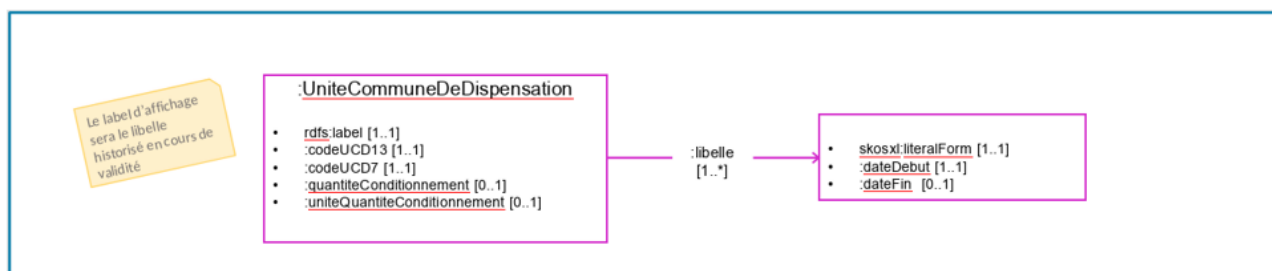 Le label d'affichage
sera le libelle
historisé en cours de
validité
:UniteCommuneDeDispensation
• rdfs:label [1..1]
• :codeUCD13 [1..1]
• :codeUCD7 [1..1]
• :quantiteConditionnement [0..1]
• :uniteQuantiteConditionnement [0..1]
:libelle
[1..*]
• skosxl:literalForm [1..1]
• :dateDebut [1..1]
• :dateFin [0..1]